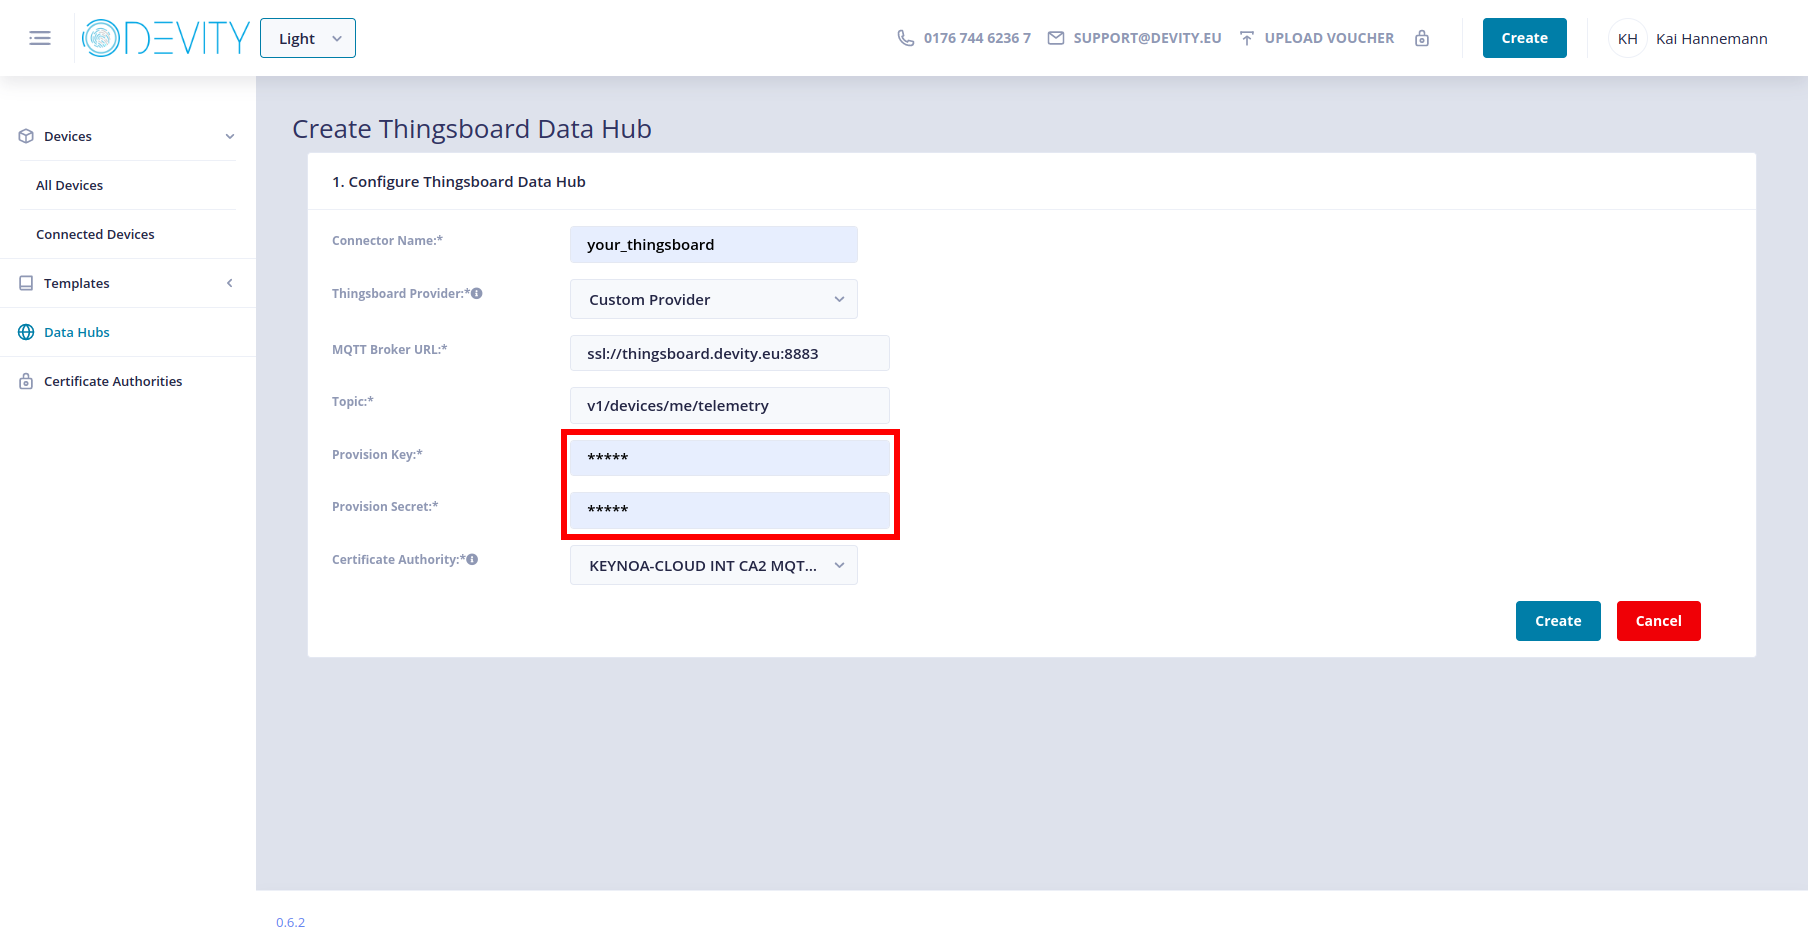 DEVITY
Light
0176 744 6236 7
SUPPORT@DEVITY.EU
UPLOAD VOUCHER
Create
KH
Kai Hannemann
Devices
All Devices
Connected Devices
Templates
Data Hubs
Certificate Authorities
Create Thingsboard Data Hub
1. Configure Thingsboard Data Hub
Connector Name:*
your_thingsboard
Thingsboard Provider:*
Custom Provider
MQTT Broker URL:*
ssl://thingsboard.devity.eu:8883
Topic:*
v1/devices/me/telemetry
Provision Key:*
*****
Provision Secret:*
*****
Certificate Authority:*
KEYNOA-CLOUD INT CA2 MQT...
Create
Cancel
0.6.2